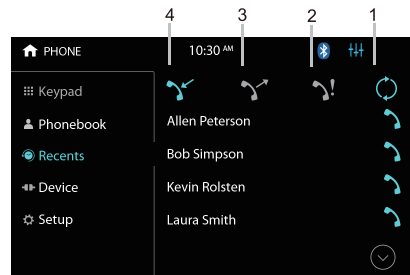 4 3 2 1
PHONE 10:30 AM
Keypad
Phonebook
Allen Peterson
Recents
Bob Simpson
Device
Kevin Rolsten
Setup
Laura Smith